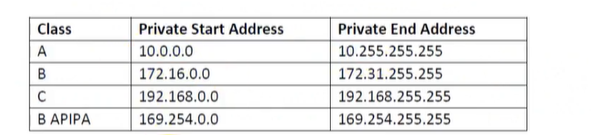 Class Private Start Address Private End Address
A 10.0.0.0 10.255.255.255
B 172.16.0.0 172.31.255.255
C 192.168.0.0 192.168.255.255
B APIPA 169.254.0.0 169.254.255.255